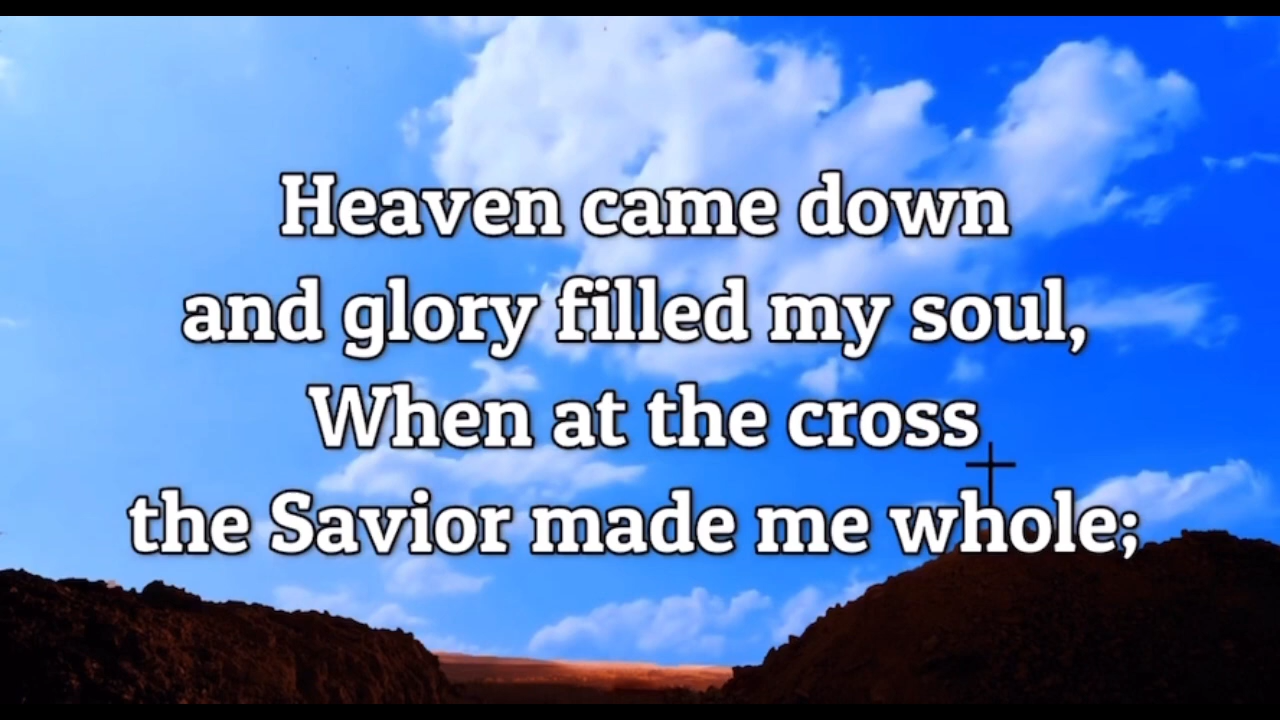 Heaven came down
and glory filled my soul,
When at the cross
the Savior made me whole;